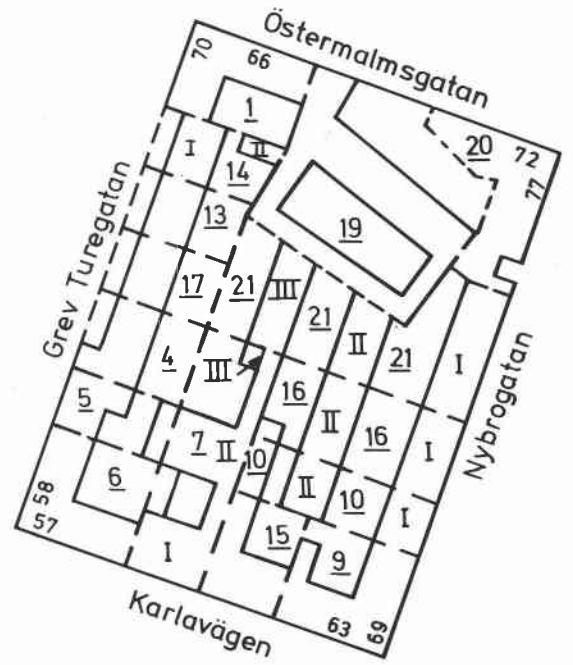 Östermalmsgatan
70
66
1
20
72
77
I
II
14
13
19
Grev Turegatan
17
21
III
21
II
21
I
Nybrogatan
4
III
16
II
16
I
5
7
II
10
6
II
10
I
58
57
I
15
9
Karlavägen
63
69